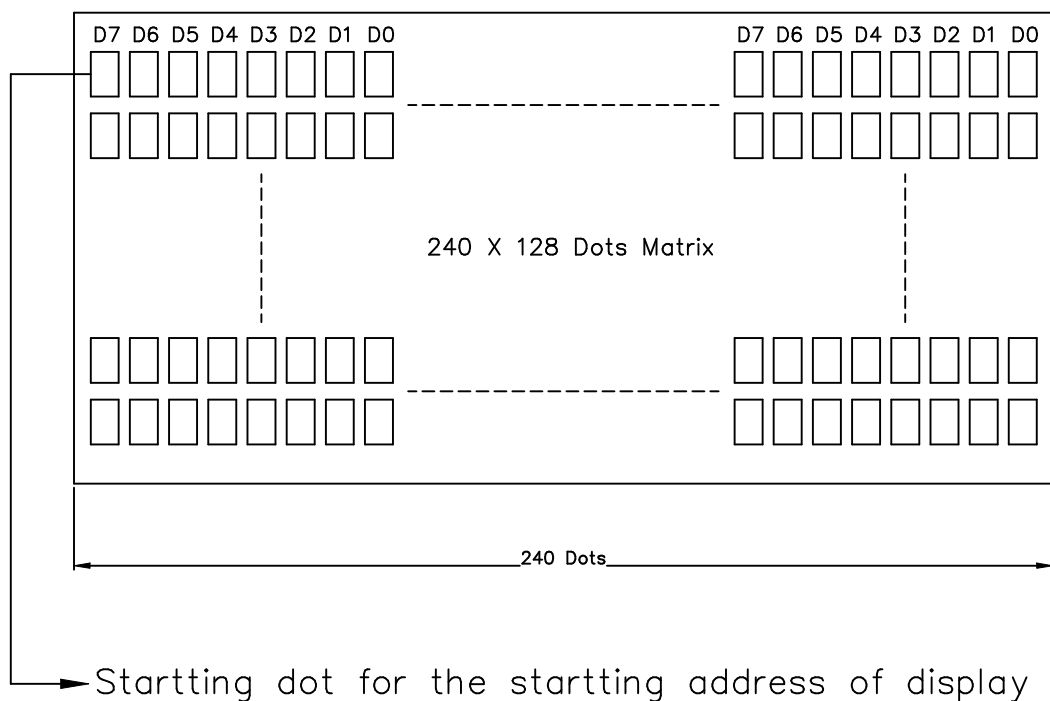 D7 D6 D5 D4 D3 D2 D1 D0 D7 D6 D5 D4 D3 D2 D1 D0
240 X 128 Dots Matrix
240 Dots
Startting dot for the startting address of display